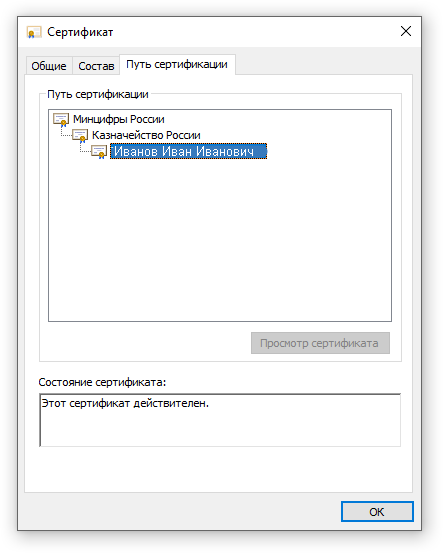 Сертификат
Общие Состав Путь сертификации
Путь сертификации
Минцифры России
Казначейство России
Иванов Иван Иванович
Просмотр сертификата
Состояние сертификата:
Этот сертификат действителен.
ОК